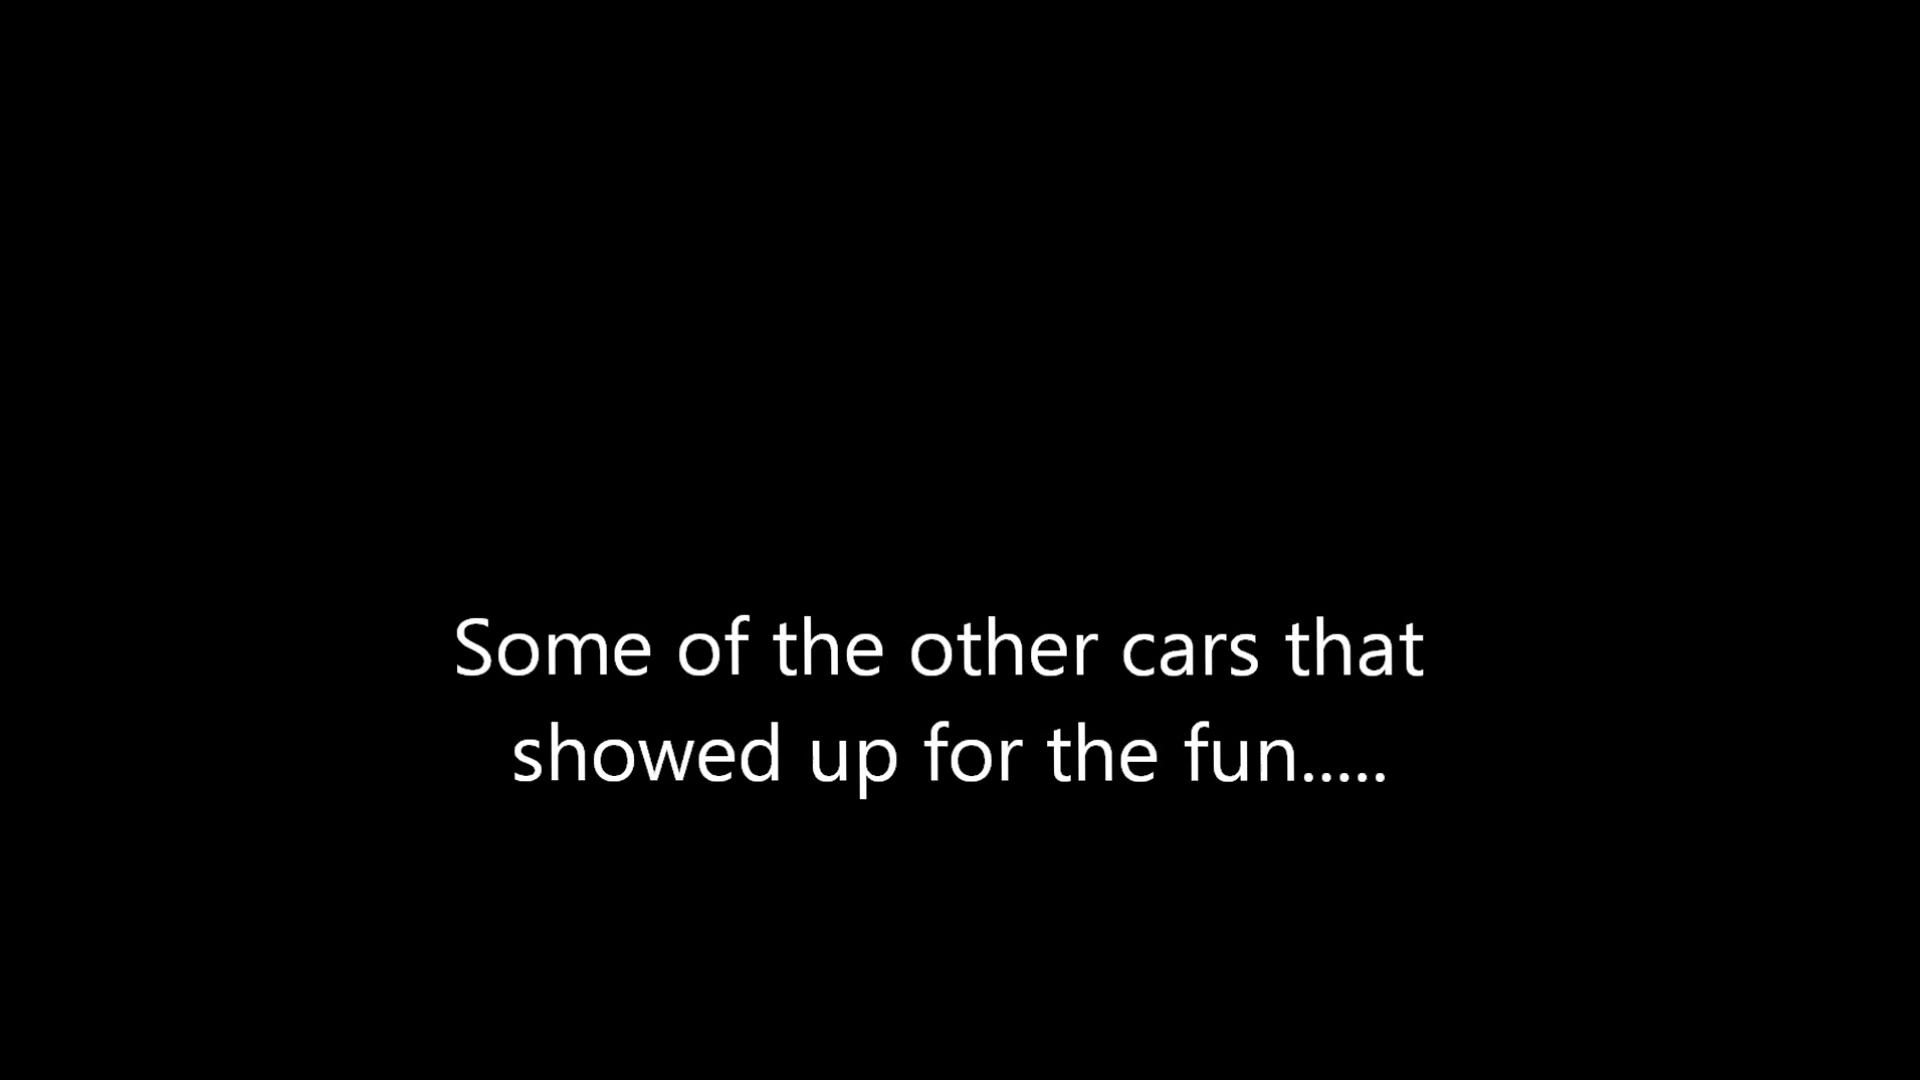 Some of the other cars that
showed up for the fun.....